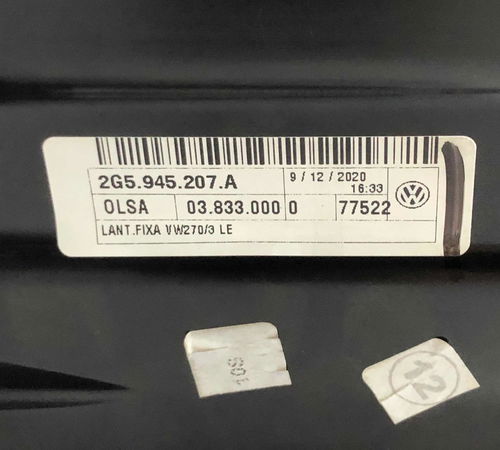 2G5.945.207.A
9/12/2020
16:33
OLSA 03.833.000 0 77522
LANT.FIXA VW270/3 LE
10S
12